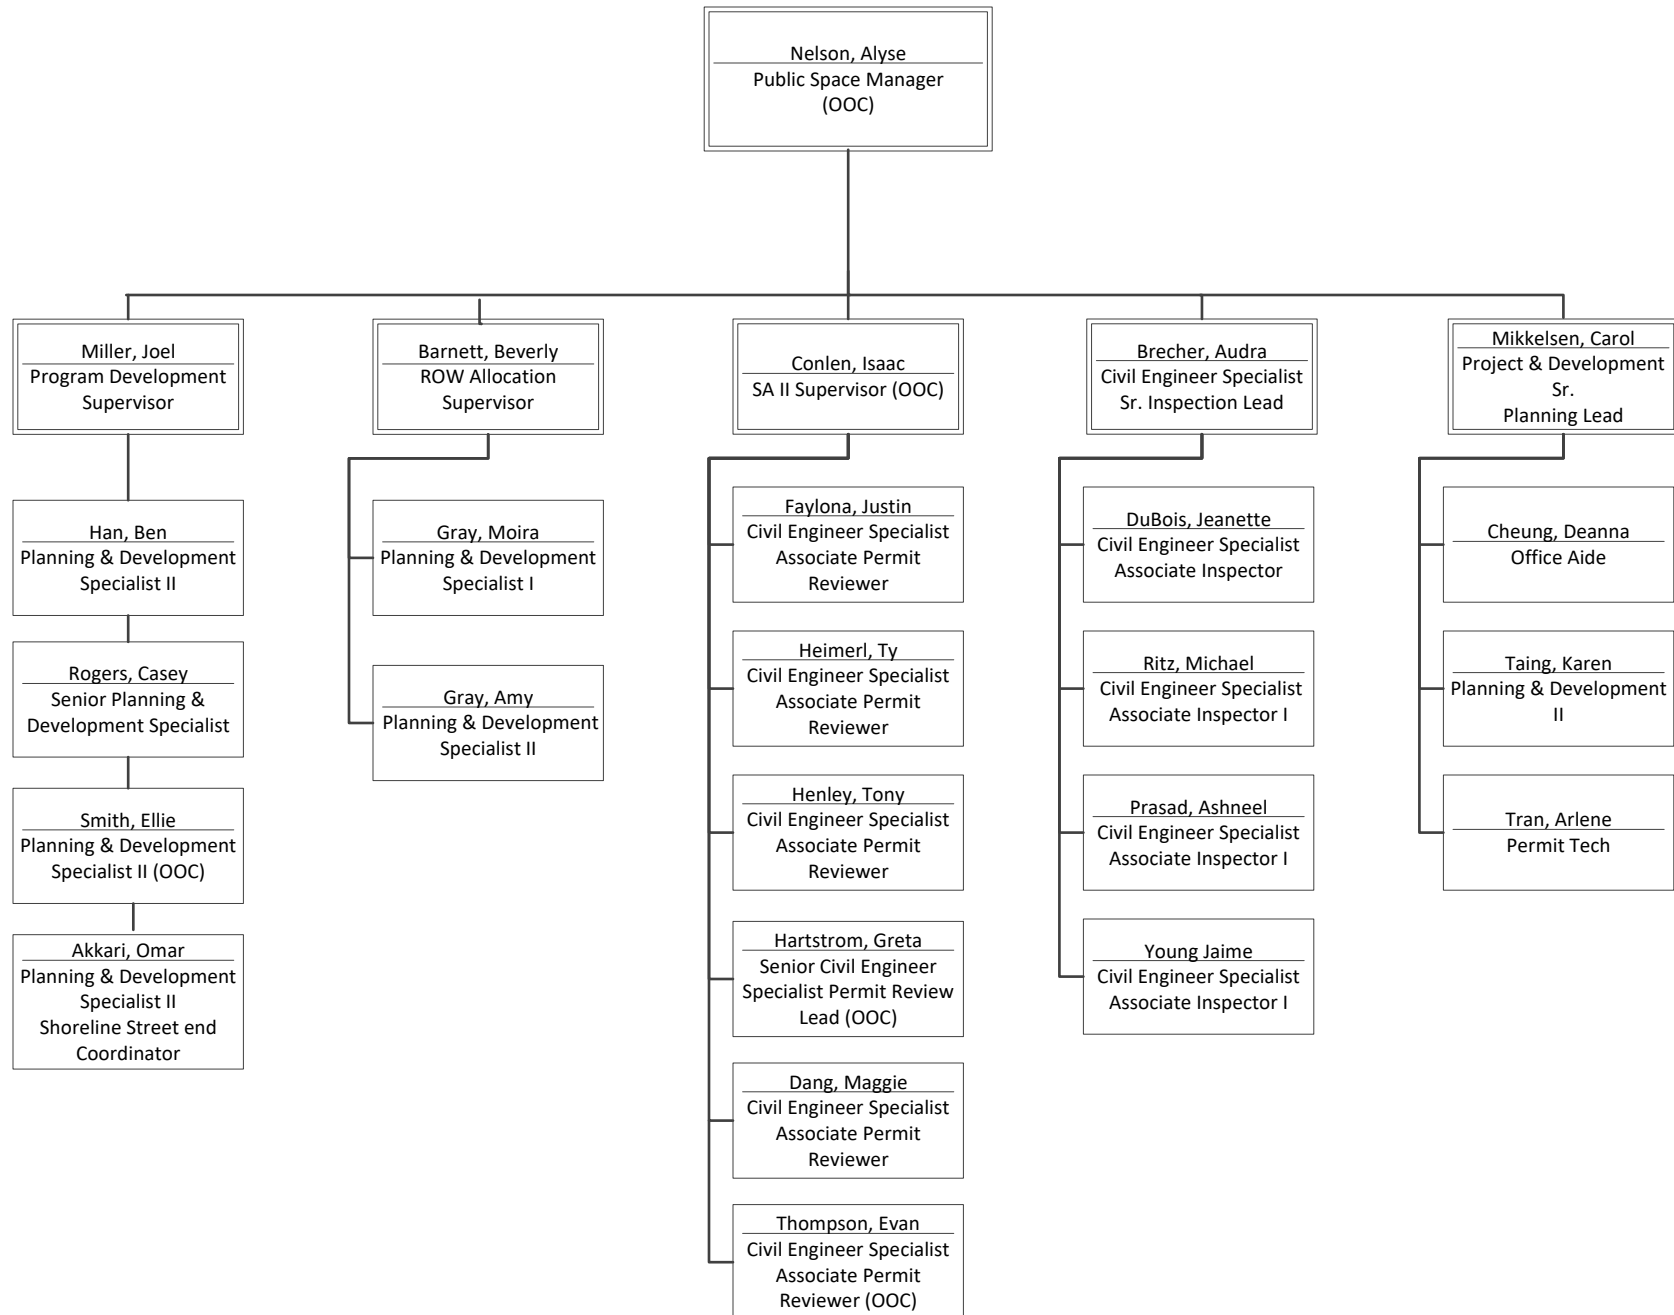 Nelson, Alyse
Public Space Manager
(OOC)
Miller, Joel
Program Development
Supervisor
Han, Ben
Planning & Development
Specialist II
Rogers, Casey
Senior Planning &
Development Specialist
Smith, Ellie
Planning & Development
Specialist II (OOC)
Akkari, Omar
Planning & Development
Specialist II
Shoreline Street end
Coordinator
Barnett, Beverly
ROW Allocation
Supervisor
Gray, Moira
Planning & Development
Specialist I
Gray, Amy
Planning & Development
Specialist II
Conlen, Isaac
SA II Supervisor (OOC)
Faylona, Justin
Civil Engineer Specialist
Associate Permit
Reviewer
Heimerl, Ty
Civil Engineer Specialist
Associate Permit
Reviewer
Henley, Tony
Civil Engineer Specialist
Associate Permit
Reviewer
Hartstrom, Greta
Senior Civil Engineer
Specialist Permit Review
Lead (OOC)
Dang, Maggie
Civil Engineer Specialist
Associate Permit
Reviewer
Thompson, Evan
Civil Engineer Specialist
Associate Permit
Reviewer (OOC)
Brecher, Audra
Civil Engineer Specialist
Sr. Inspection Lead
DuBois, Jeanette
Civil Engineer Specialist
Associate Inspector
Ritz, Michael
Civil Engineer Specialist
Associate Inspector I
Prasad, Ashneel
Civil Engineer Specialist
Associate Inspector I
Young Jaime
Civil Engineer Specialist
Associate Inspector I
Mikkelsen, Carol
Project & Development
Sr.
Planning Lead
Cheung, Deanna
Office Aide
Taing, Karen
Planning & Development
II
Tran, Arlene
Permit Tech